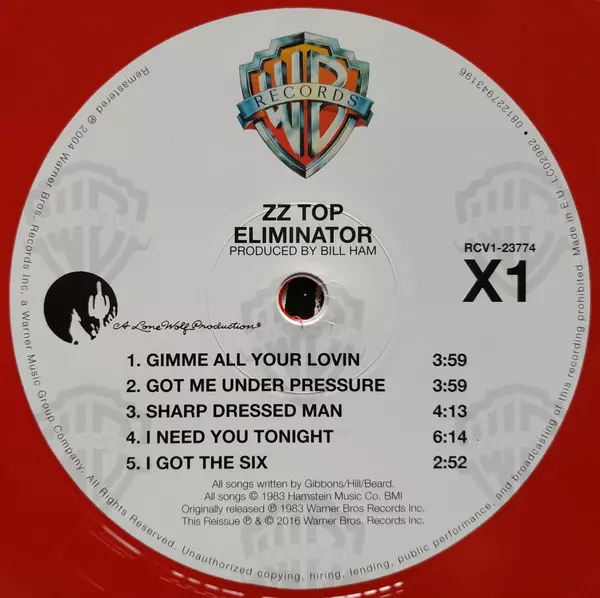 WB
RECORDS
ZZ TOP
ELIMINATOR
PRODUCED BY BILL HAM
RCV1-23774
X1
A Lone Wolf Production®
1. GIMME ALL YOUR LOVIN 3:59
2. GOT ME UNDER PRESSURE 3:59
3. SHARP DRESSED MAN 4:13
4. I NEED YOU TONIGHT 6:14
5. I GOT THE SIX 2:52
All songs written by Gibbons/Hill/Beard.
All songs © 1983 Hamstein Music Co. BMI
Originally released ℗ 1983 Warner Bros Records Inc.
This Reissue ℗ & © 2016 Warner Bros. Records Inc.
Remastered ℗ 2004 Warner Bros. Records Inc., a Warner Music Group Company. All Rights Reserved. Unauthorized copying, hiring, lending, public performance, and broadcasting of this recording prohibited. Made in E.U. LC02982 • 081227943196